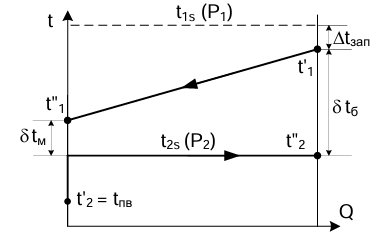 t
t₁ₛ (P₁)
Δtзап
t'₁
t"₁
δtб
δtм
t₂ₛ (P₂)
t"₂
t'₂ = tпв
Q